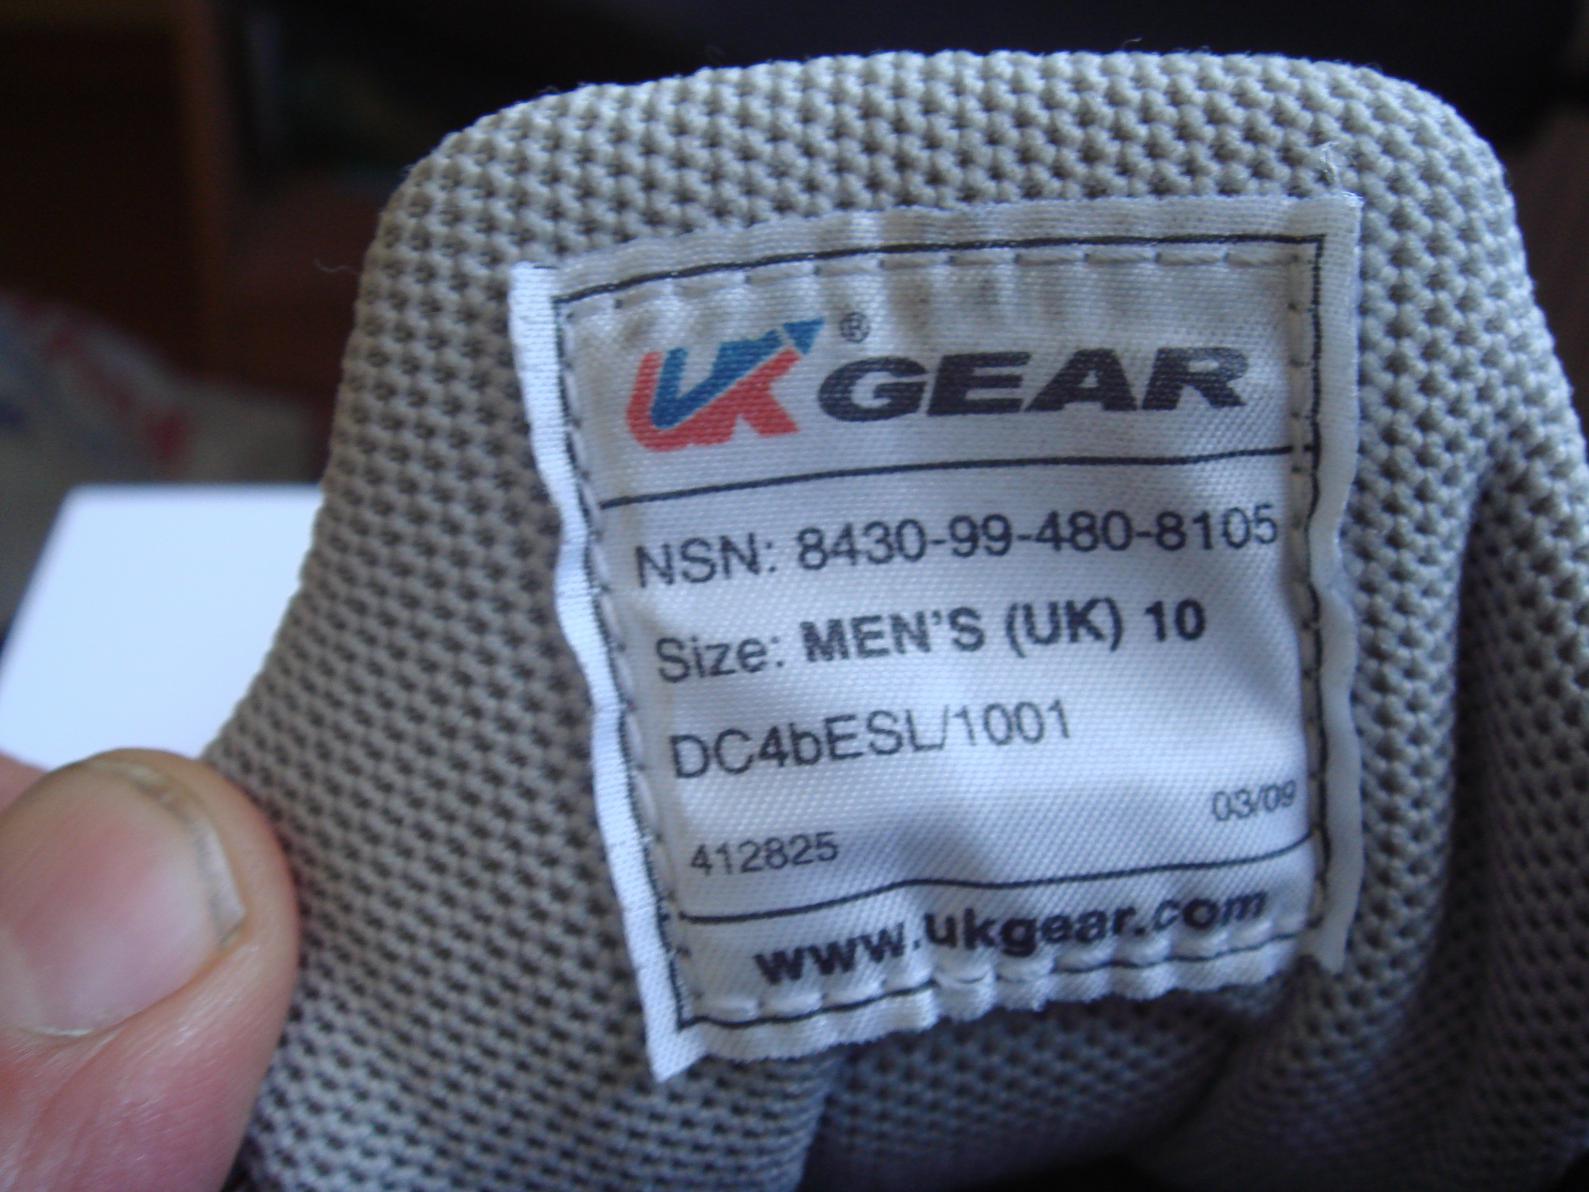 UK GEAR ®
NSN: 8430-99-480-8105
Size: MEN'S (UK) 10
DC4bESL/1001
03/09
412825
www.ukgear.com